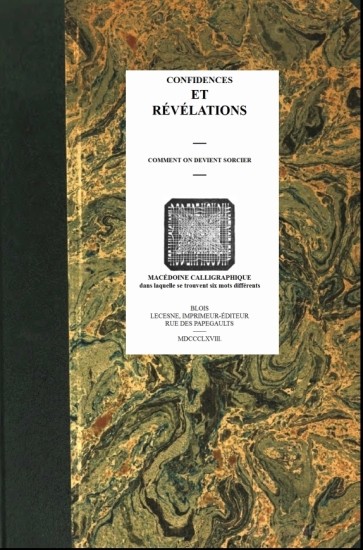 CONFIDENCES
ET
RÉVÉLATIONS
COMMENT ON DEVIENT SORCIER
MACÉDOINE CALLIGRAPHIQUE
dans laquelle se trouvent six mots différents
BLOIS
LECESNE, IMPRIMEUR-ÉDITEUR
RUE DES PAPEGAULTS
MDCCCLXVIII.